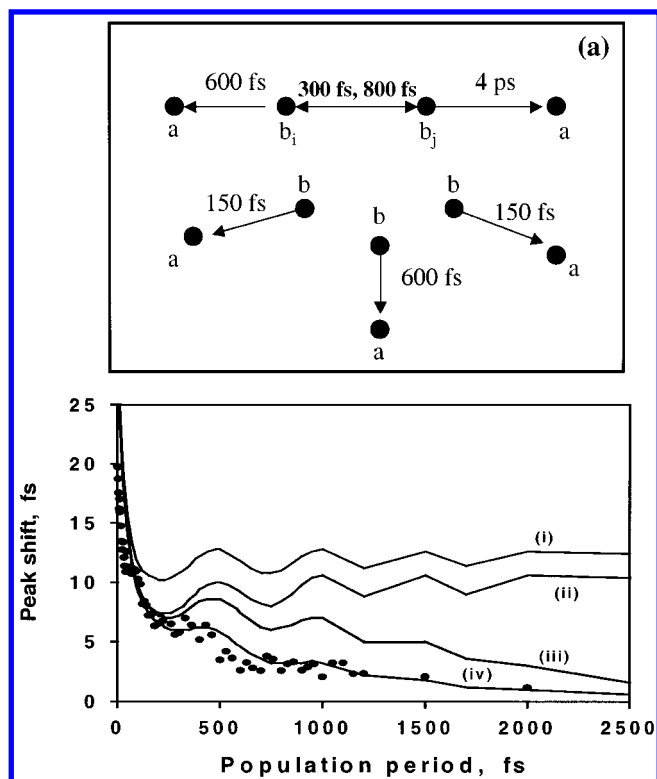 (a)
600 fs
300 fs, 800 fs
4 ps
a
b_i
b_j
a
b
b
150 fs
b
150 fs
a
a
600 fs
a
25
20
15
10
5
0
Peak shift, fs
(i)
(ii)
(iii)
(iv)
0
500
1000
1500
2000
2500
Population period, fs